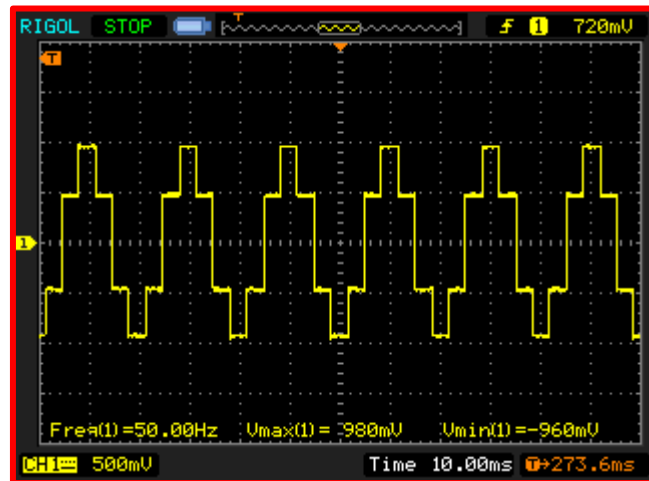 RIGOL STOP T 1 720mV
T
1
Freq(1)=50.00Hz Vmax(1)= 980mV Vmin(1)=-960mV
CH1 500mV Time 10.00ms T→273.6ms